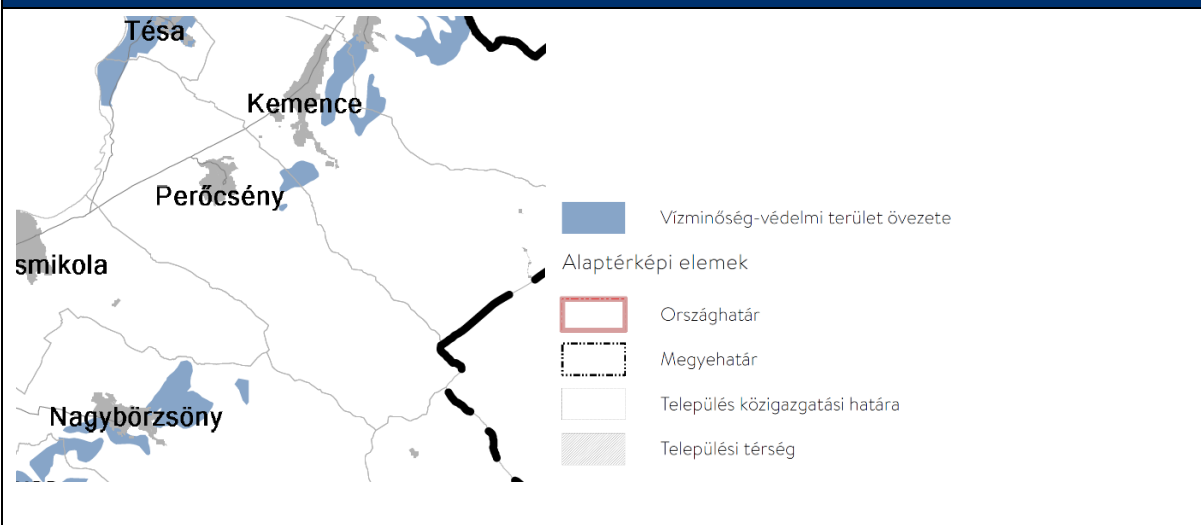 Tésa
Kemence
Perőcsény
smikola
Nagybörzsöny
Vízminőség-védelmi terület övezete
Alaptérképi elemek
Országhatár
Megyehatár
Település közigazgatási határa
Települési térség